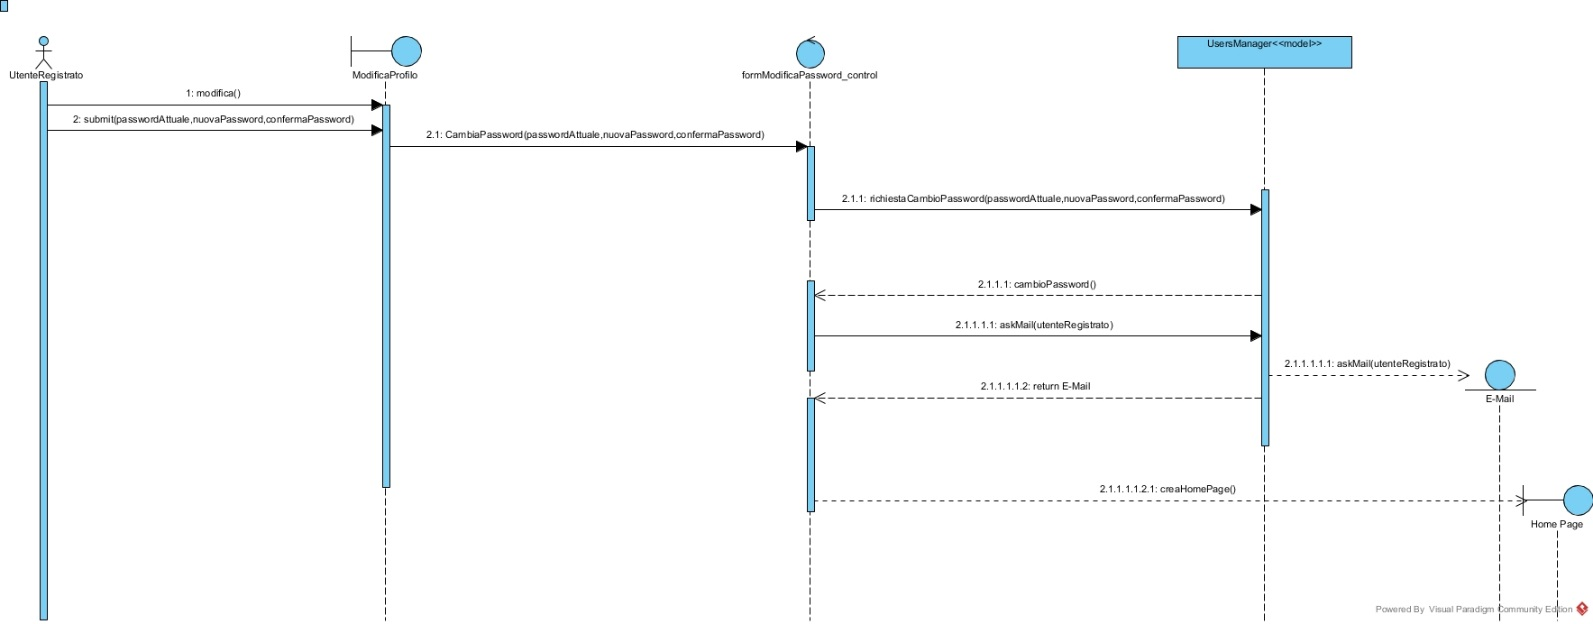 UtenteRegistrato
ModificaProfilo
formModificaPassword_control
UsersManager<<model>>
1: modifica()
2: submit(passwordAttuale,nuovaPassword,confermaPassword)
2.1: CambiaPassword(passwordAttuale,nuovaPassword,confermaPassword)
2.1.1: richiestaCambioPassword(passwordAttuale,nuovaPassword,confermaPassword)
2.1.1.1: cambioPassword()
2.1.1.1.1: askMail(utenteRegistrato)
2.1.1.1.1.1: askMail(utenteRegistrato)
2.1.1.1.1.2: return E-Mail
E-Mail
2.1.1.1.1.2.1: creaHomePage()
Home Page
Powered By Visual Paradigm Community Edition